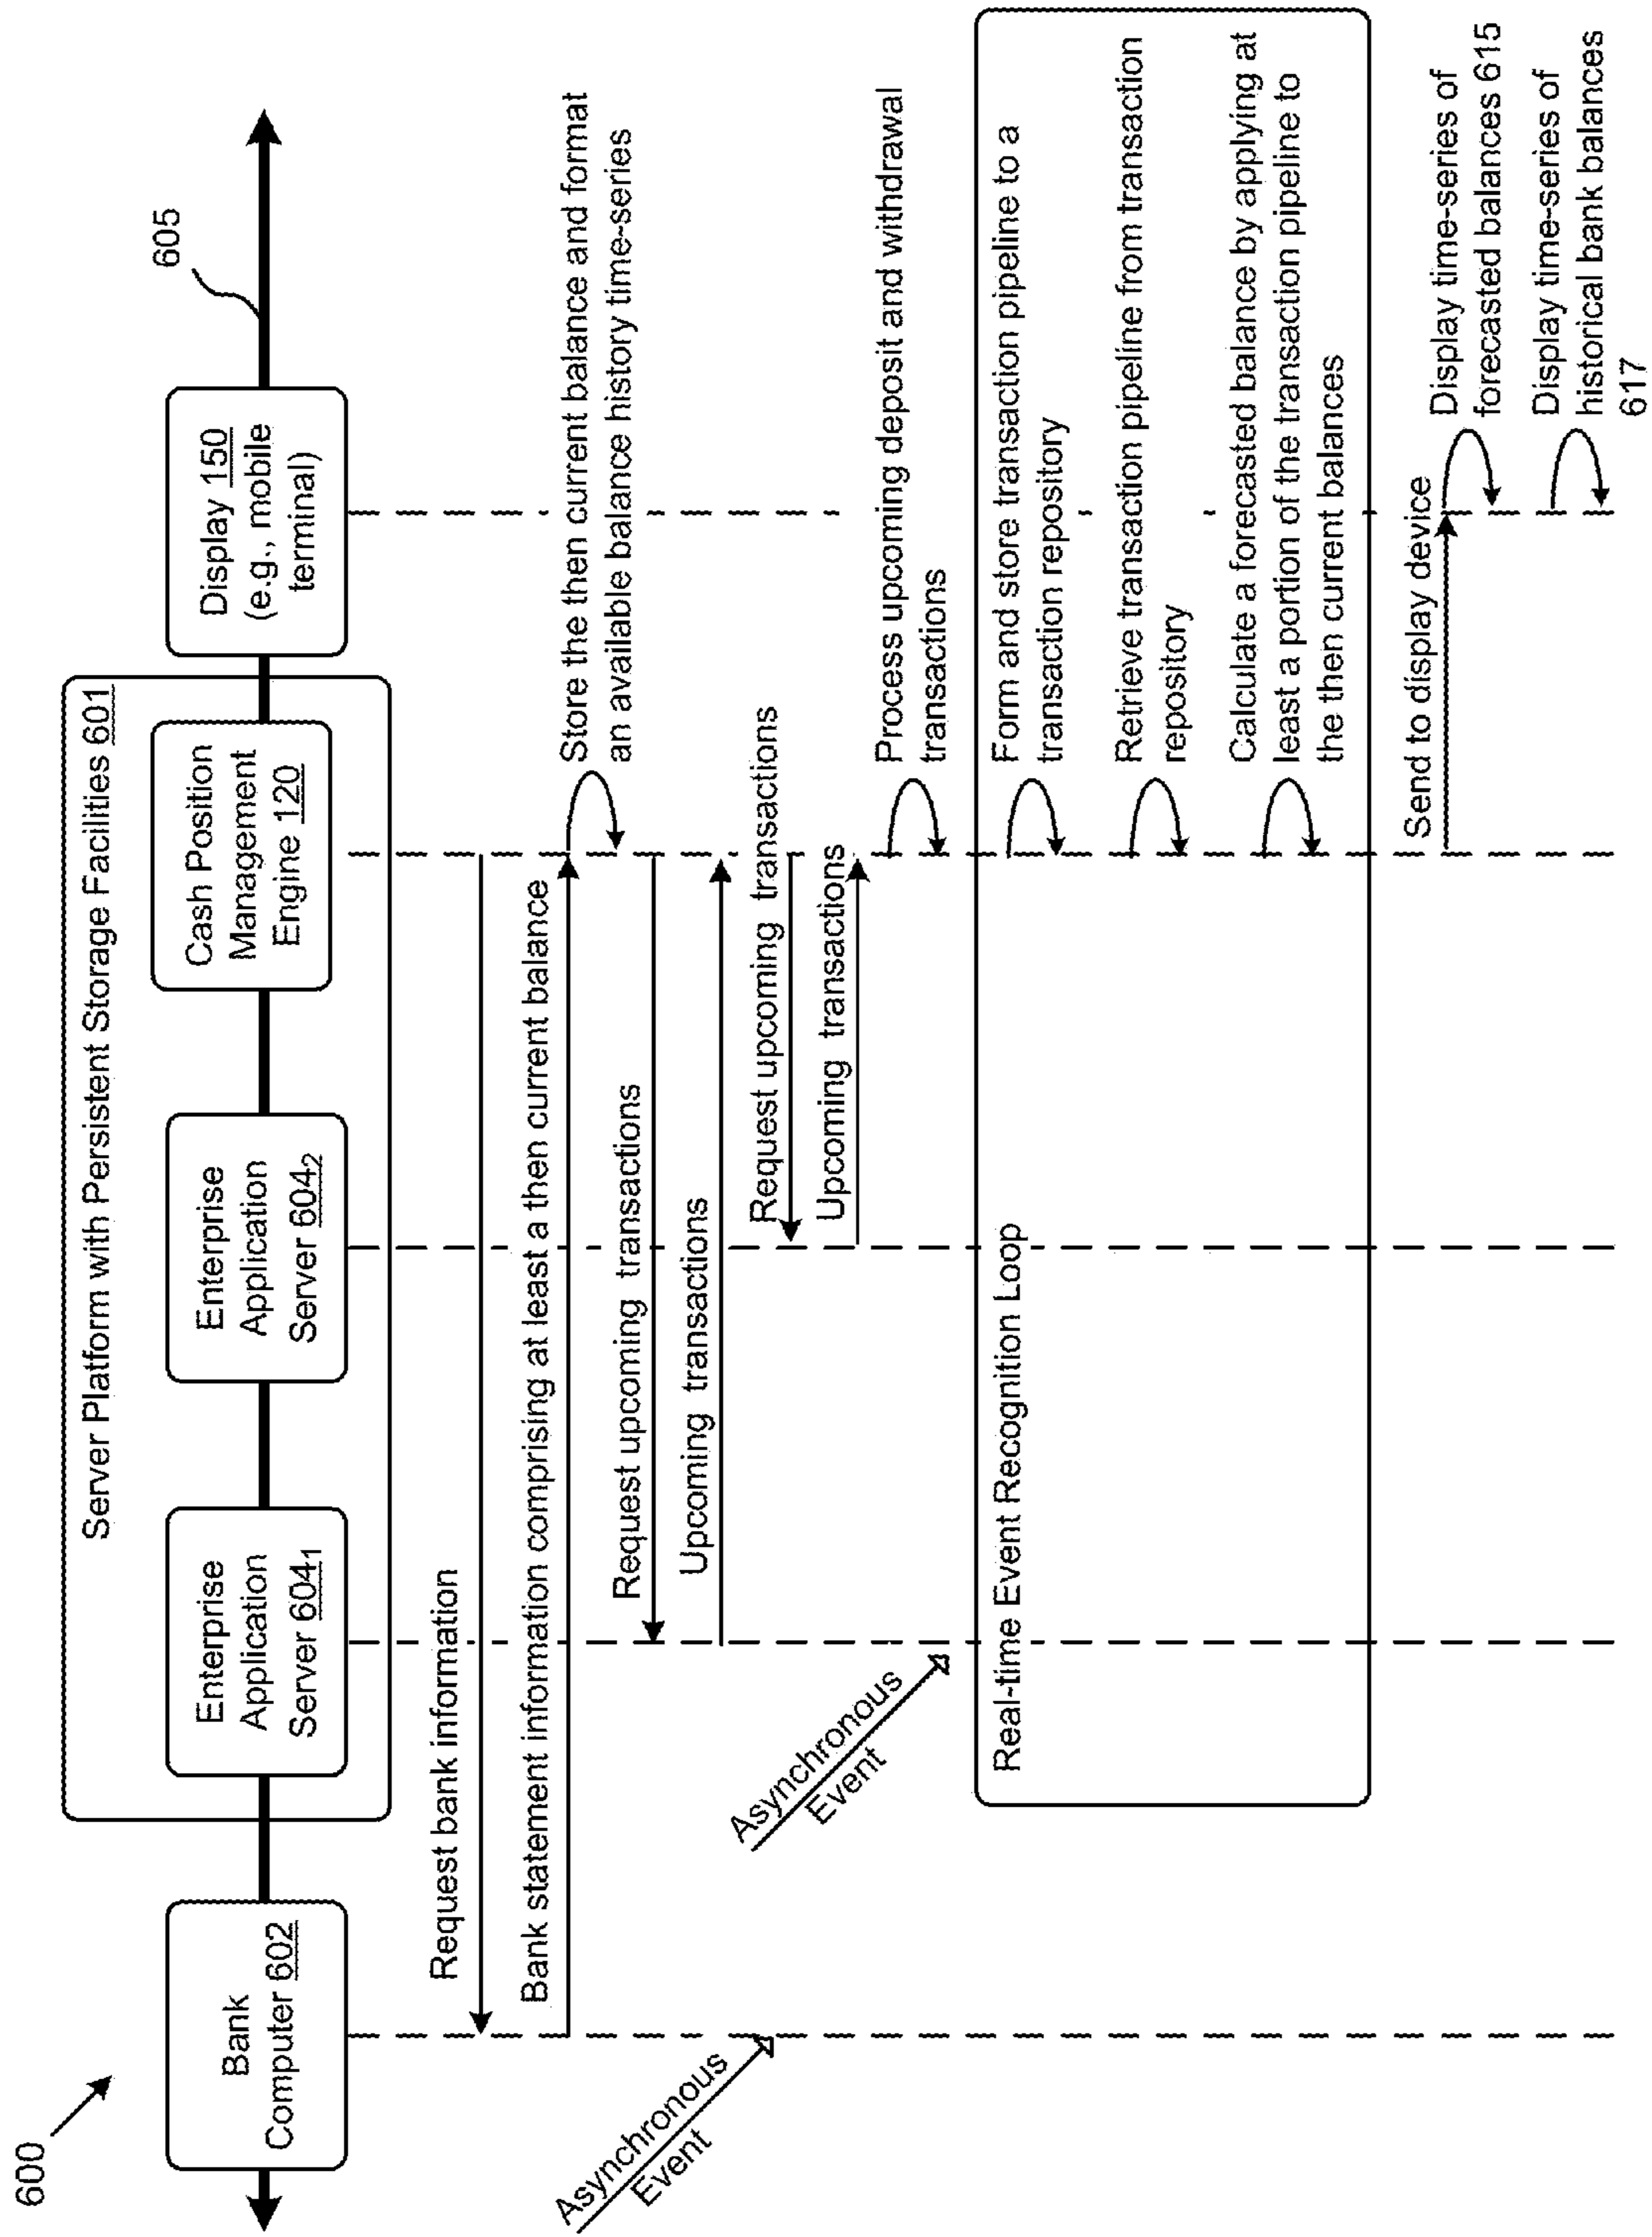 600
605
Server Platform with Persistent Storage Facilities 601
Bank
Computer 602
Enterprise
Application
Server 604₁
Enterprise
Application
Server 604₂
Cash Position
Management
Engine 120
Display 150
(e.g., mobile
terminal)
Request bank information
Bank statement information comprising at least a then current balance
Store the then current balance and format
an available balance history time-series
Request upcoming transactions
Upcoming transactions
Request upcoming transactions
Upcoming transactions
Asynchronous
Event
Asynchronous
Event
Process upcoming deposit and withdrawal
transactions
Real-time Event Recognition Loop
Form and store transaction pipeline to a
transaction repository
Retrieve transaction pipeline from transaction
repository
Calculate a forecasted balance by applying at
least a portion of the transaction pipeline to
the then current balances
Send to display device
Display time-series of
forecasted balances 615
Display time-series of
historical bank balances
617